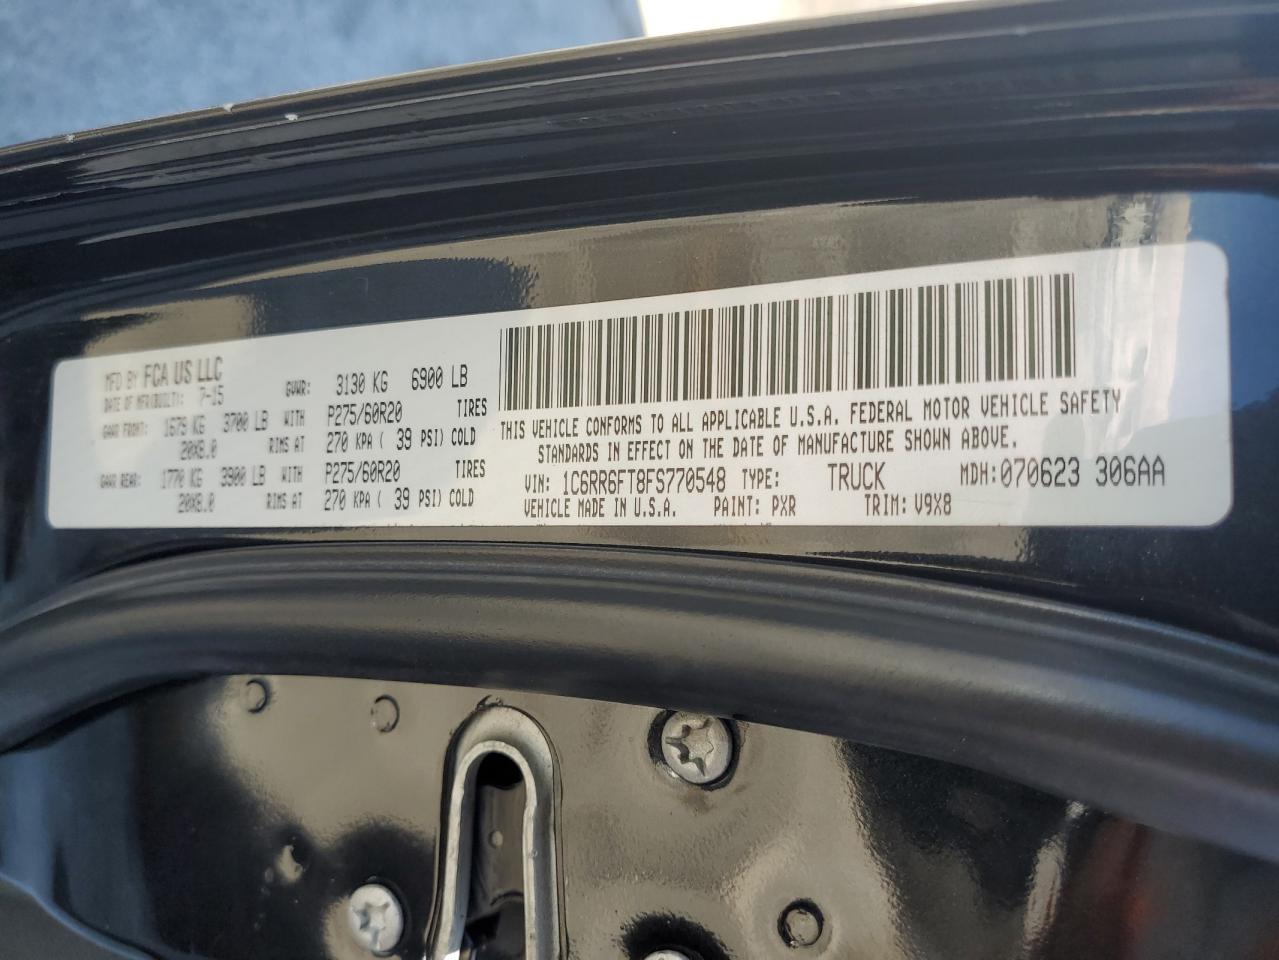 MFD BY FCA US LLC
DATE OF MFR(BUILT): 7-15 GVWR: 3130 KG 6900 LB
GAWR FRONT: 1679 KG 3700 LB WITH P275/60R20 TIRES
20X8.0 RIMS AT 270 KPA ( 39 PSI) COLD
GAWR REAR: 1770 KG 3900 LB WITH P275/60R20 TIRES
20X8.0 RIMS AT 270 KPA ( 39 PSI) COLD
THIS VEHICLE CONFORMS TO ALL APPLICABLE U.S.A. FEDERAL MOTOR VEHICLE SAFETY
STANDARDS IN EFFECT ON THE DATE OF MANUFACTURE SHOWN ABOVE.
VIN: 1C6RR6FT8FS770548 TYPE: TRUCK MDH: 070623 306AA
VEHICLE MADE IN U.S.A. PAINT: PXR TRIM: V9X8